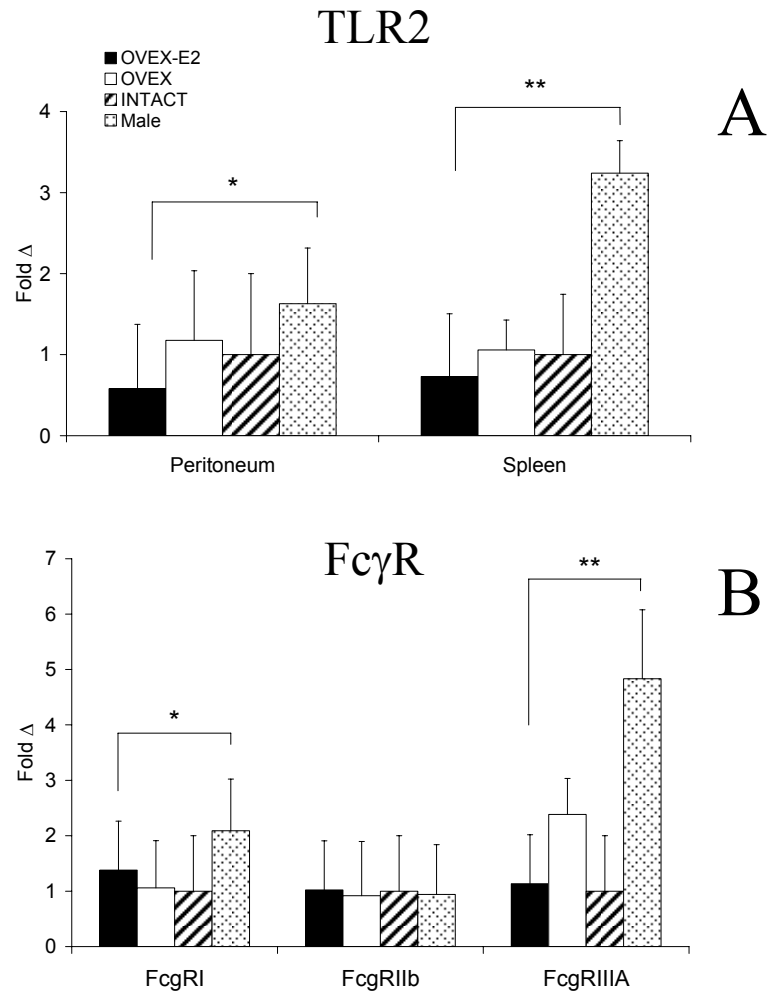 TLR2
OVEX-E2
OVEX
INTACT
Male
A
4
3
2
1
0
Fold Δ
*
**
Peritoneum
Spleen
FcγR
B
7
6
5
4
3
2
1
0
Fold Δ
*
**
FcgRI
FcgRIIb
FcgRIIIA